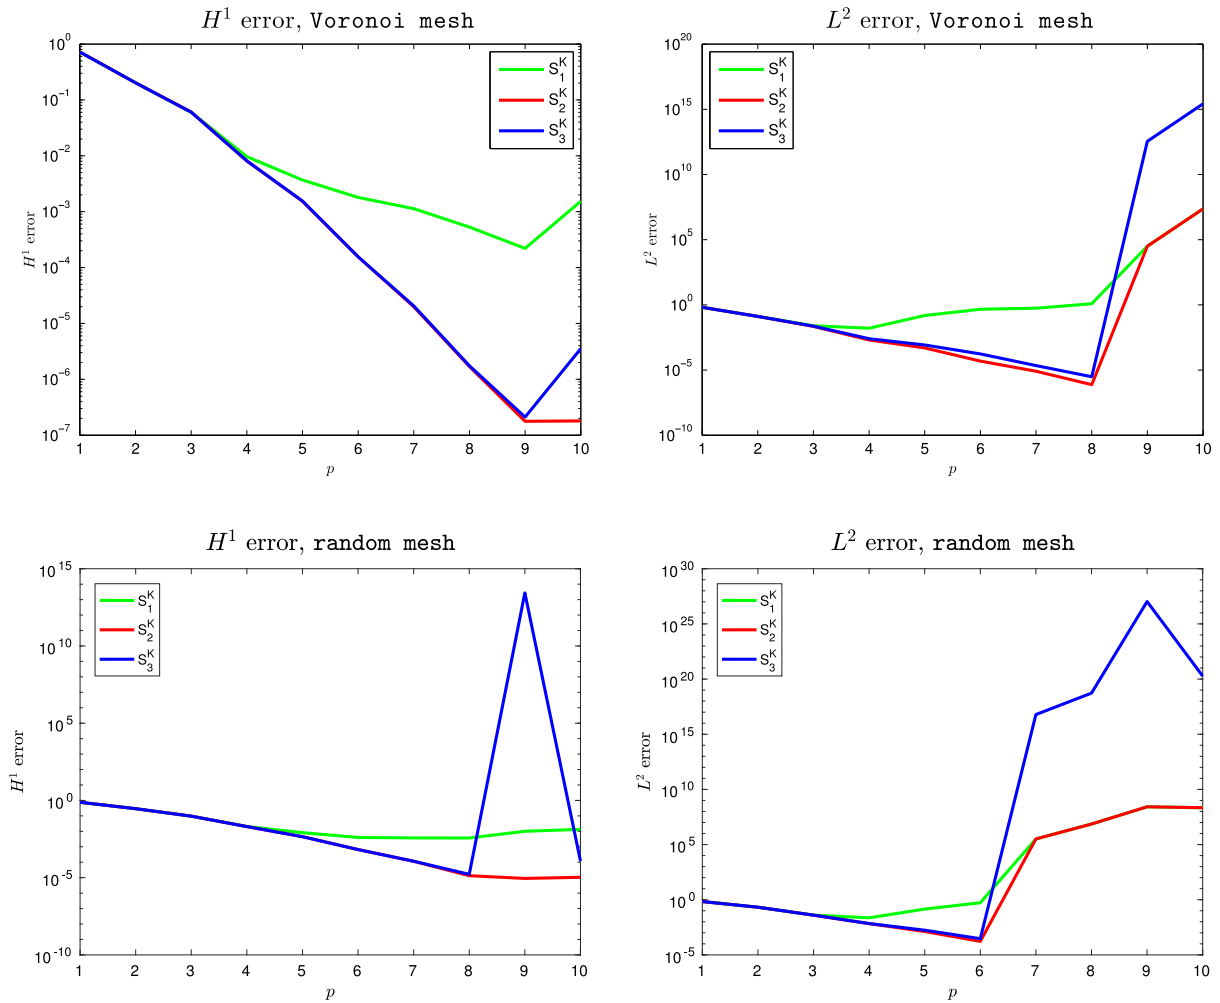 H¹ error, Voronoi mesh
10⁰
10⁻¹
10⁻²
10⁻³
10⁻⁴
10⁻⁵
10⁻⁶
10⁻⁷
H¹ error
S₁ᴷ
S₂ᴷ
S₃ᴷ
1 2 3 4 5 6 7 8 9 10
p
L² error, Voronoi mesh
10²⁰
10¹⁵
10¹⁰
10⁵
10⁰
10⁻⁵
10⁻¹⁰
L² error
S₁ᴷ
S₂ᴷ
S₃ᴷ
1 2 3 4 5 6 7 8 9 10
p
H¹ error, random mesh
10¹⁵
10¹⁰
10⁵
10⁰
10⁻⁵
10⁻¹⁰
H¹ error
S₁ᴷ
S₂ᴷ
S₃ᴷ
1 2 3 4 5 6 7 8 9 10
p
L² error, random mesh
10³⁰
10²⁵
10²⁰
10¹⁵
10¹⁰
10⁵
10⁰
10⁻⁵
L² error
S₁ᴷ
S₂ᴷ
S₃ᴷ
1 2 3 4 5 6 7 8 9 10
p